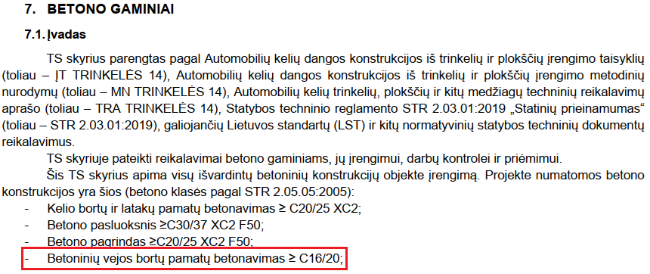 7. BETONO GAMINIAI
7.1. Įvadas
TS skyrius parengtas pagal Automobilių kelių dangos konstrukcijos iš trinkelių ir plokščių įrengimo taisyklių
(toliau – ĮT TRINKELĖS 14), Automobilių kelių dangos konstrukcijos iš trinkelių ir plokščių įrengimo metodinių
nurodymų (toliau – MN TRINKELĖS 14), Automobilių kelių trinkelių, plokščių ir kitų medžiagų techninių reikalavimų
aprašo (toliau – TRA TRINKELĖS 14), Statybos techninio reglamento STR 2.03.01:2019 „Statinių prieinamumas“
(toliau – STR 2.03.01:2019), galiojančių Lietuvos standartų (LST) ir kitų normatyvinių statybos techninių dokumentų
reikalavimus.
TS skyriuje pateikti reikalavimai betono gaminiams, jų įrengimui, darbų kontrolei ir priėmimui.
Šis TS skyrius apima visų išvardintų betoninių konstrukcijų objekte įrengimą. Projekte numatomos betono
konstrukcijos yra šios (betono klasės pagal STR 2.05.05:2005):
- Kelio bortų ir latakų pamatų betonavimas ≥ C20/25 XC2;
- Betono pasluoksnis ≥C30/37 XC2 F50;
- Betono pagrindas ≥C20/25 XC2 F50;
- Betoninių vejos bortų pamatų betonavimas ≥ C16/20;